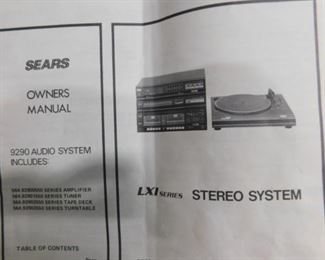 SEARS
OWNERS
MANUAL
9290 AUDIO SYSTEM
INCLUDES:
SERIES AMPLIFIER
SERIES TUNER
SERIES TAPE DECK
SERIES TURNTABLE
TABLE OF CONTENTS
LXI SERIES STEREO SYSTEM